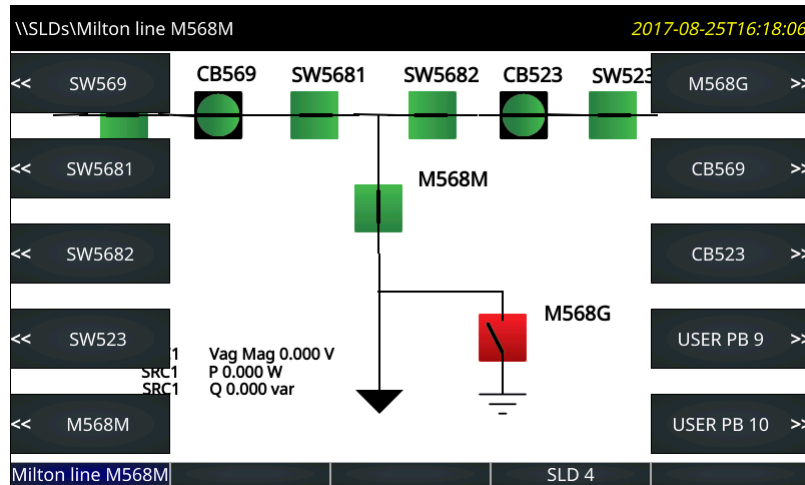 \\SLDs\Milton line M568M 2017-08-25T16:18:06
<< SW569 CB569 SW5681 SW5682 CB523 SW523 M568G >>
<< SW5681 M568M CB569 >>
<< SW5682 CB523 >>
M568G
<< SW523 USER PB 9 >>
Vag Mag 0.000 V
SRC1 P 0.000 W
SRC1 Q 0.000 var
<< M568M USER PB 10 >>
Milton line M568M SLD 4